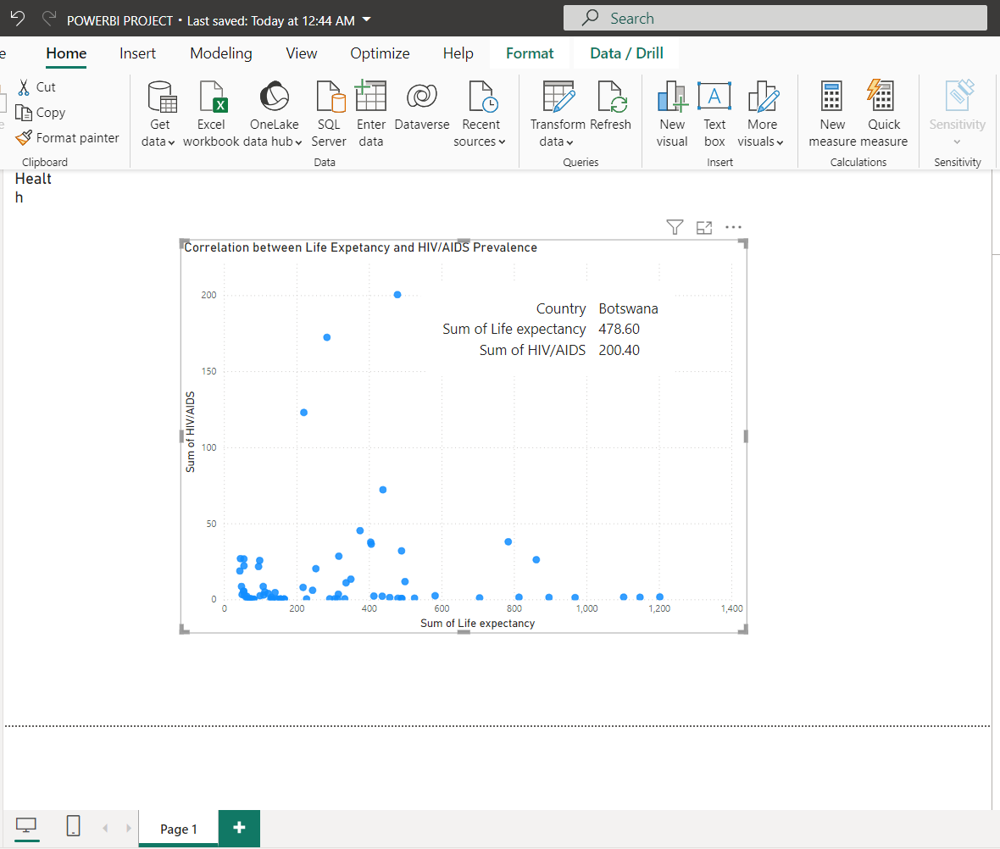 POWERBI PROJECT • Last saved: Today at 12:44 AM
Search
e Home Insert Modeling View Optimize Help Format Data / Drill
Cut
Copy
Format painter
Clipboard
Get data
Excel workbook
OneLake data hub
SQL Server
Enter data
Dataverse
Recent sources
Data
Transform data
Refresh
Queries
New visual
Text box
More visuals
Insert
New measure
Quick measure
Calculations
Sensitivity
Sensitivity
Healt
h
Correlation between Life Expetancy and HIV/AIDS Prevalence
Country Botswana
Sum of Life expectancy 478.60
Sum of HIV/AIDS 200.40
Sum of HIV/AIDS
200
150
100
50
0
0 200 400 600 800 1,000 1,200 1,400
Sum of Life expectancy
Page 1